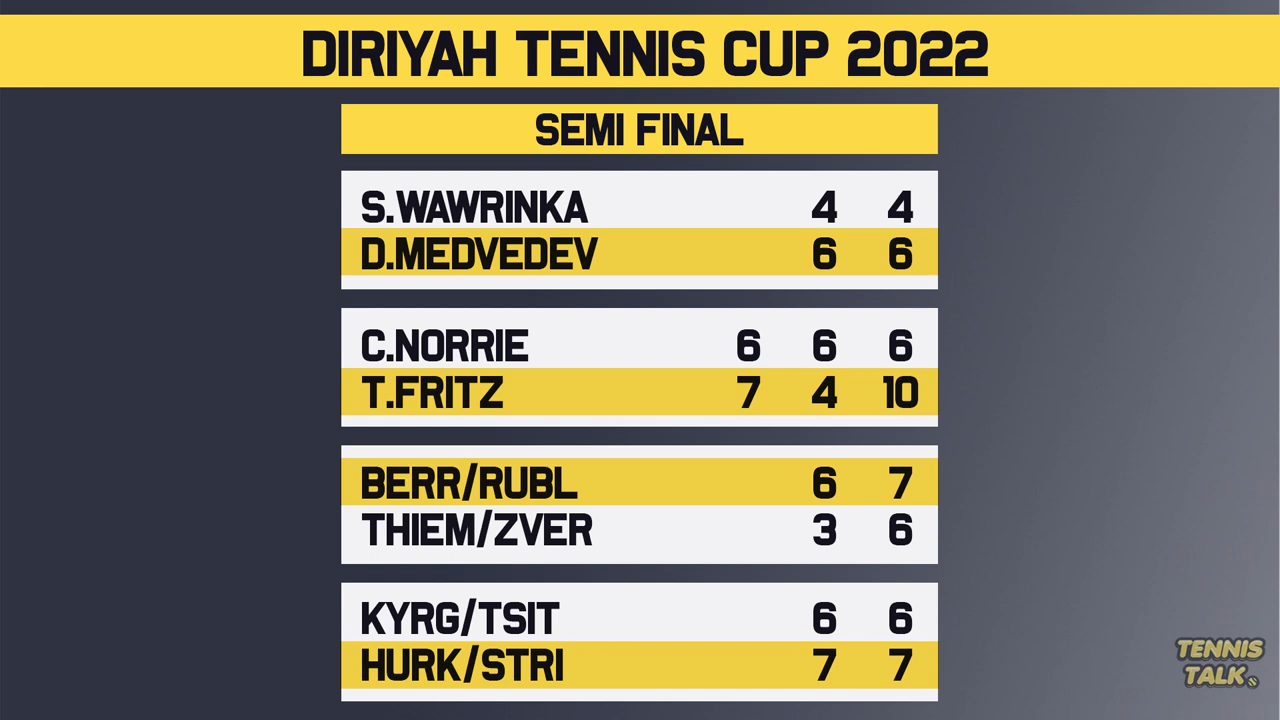 DIRIYAH TENNIS CUP 2022
SEMI FINAL
S.WAWRINKA 4 4
D.MEDVEDEV 6 6
C.NORRIE 6 6 6
T.FRITZ 7 4 10
BERR/RUBL 6 7
THIEM/ZVER 3 6
KYRG/TSIT 6 6
HURK/STRI 7 7
TENNIS
TALK